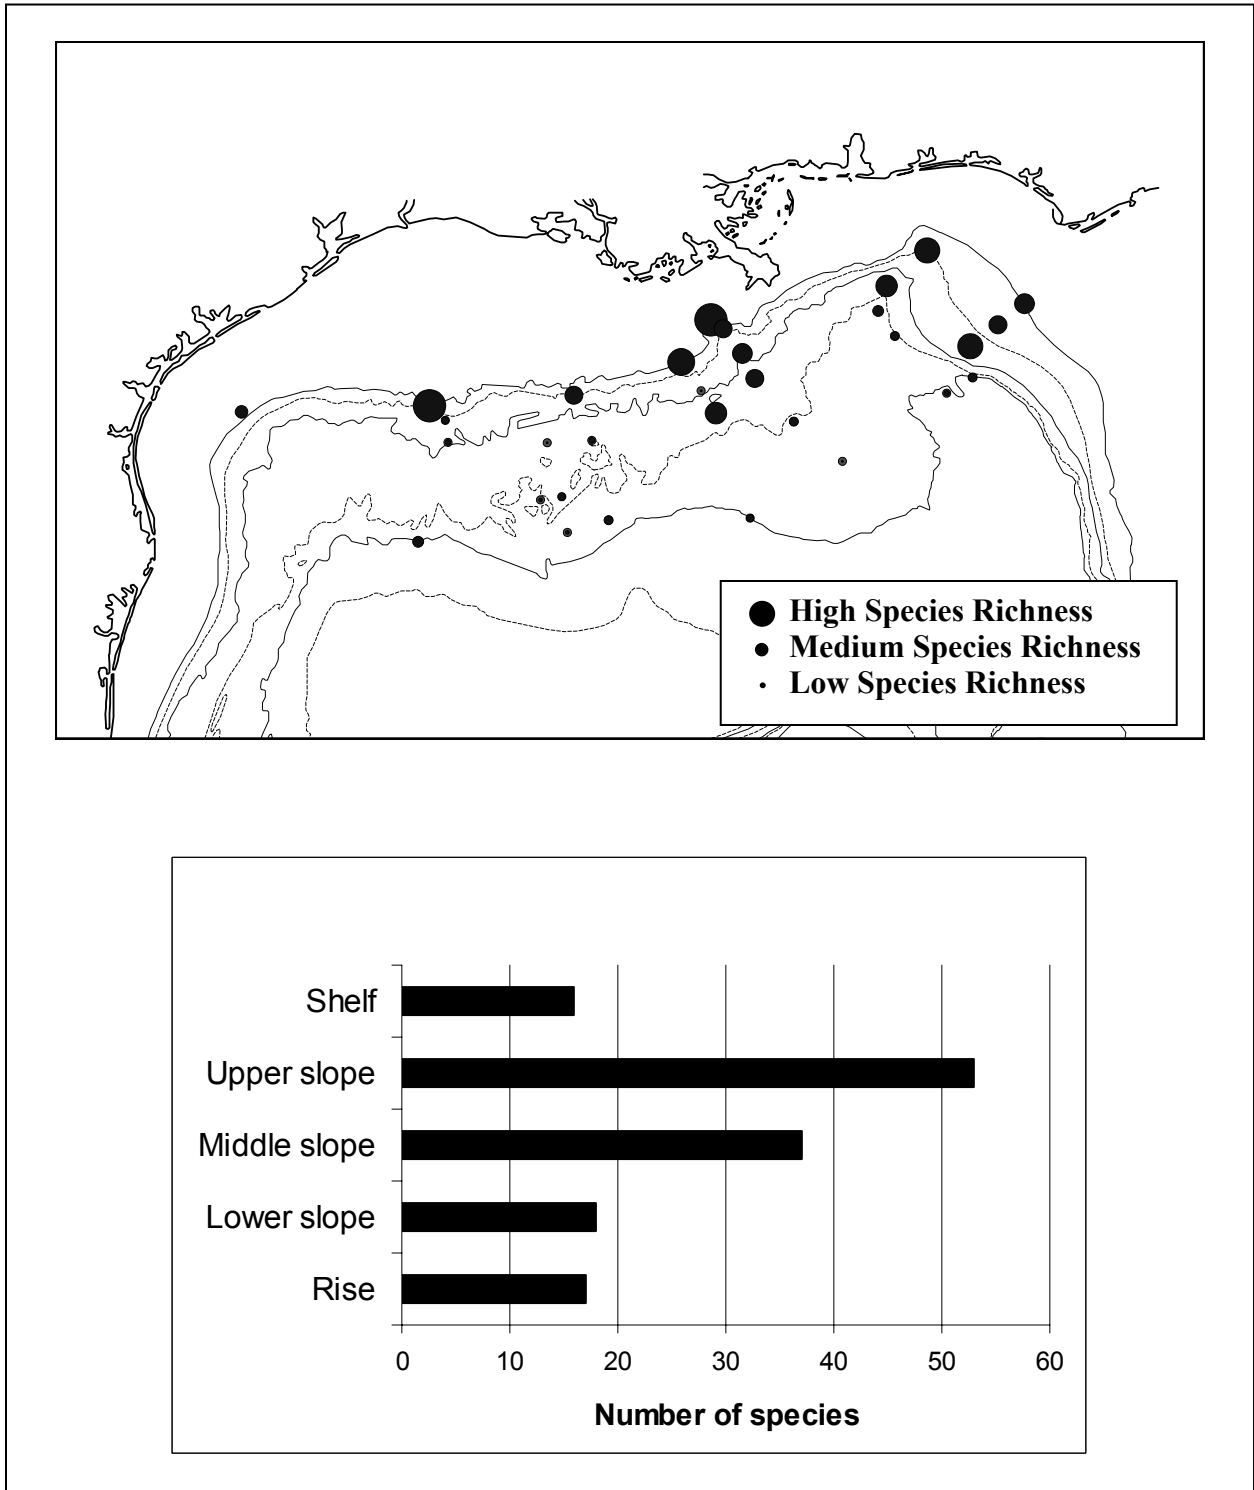 High Species Richness
Medium Species Richness
Low Species Richness
Shelf
Upper slope
Middle slope
Lower slope
Rise
0 10 20 30 40 50 60
Number of species